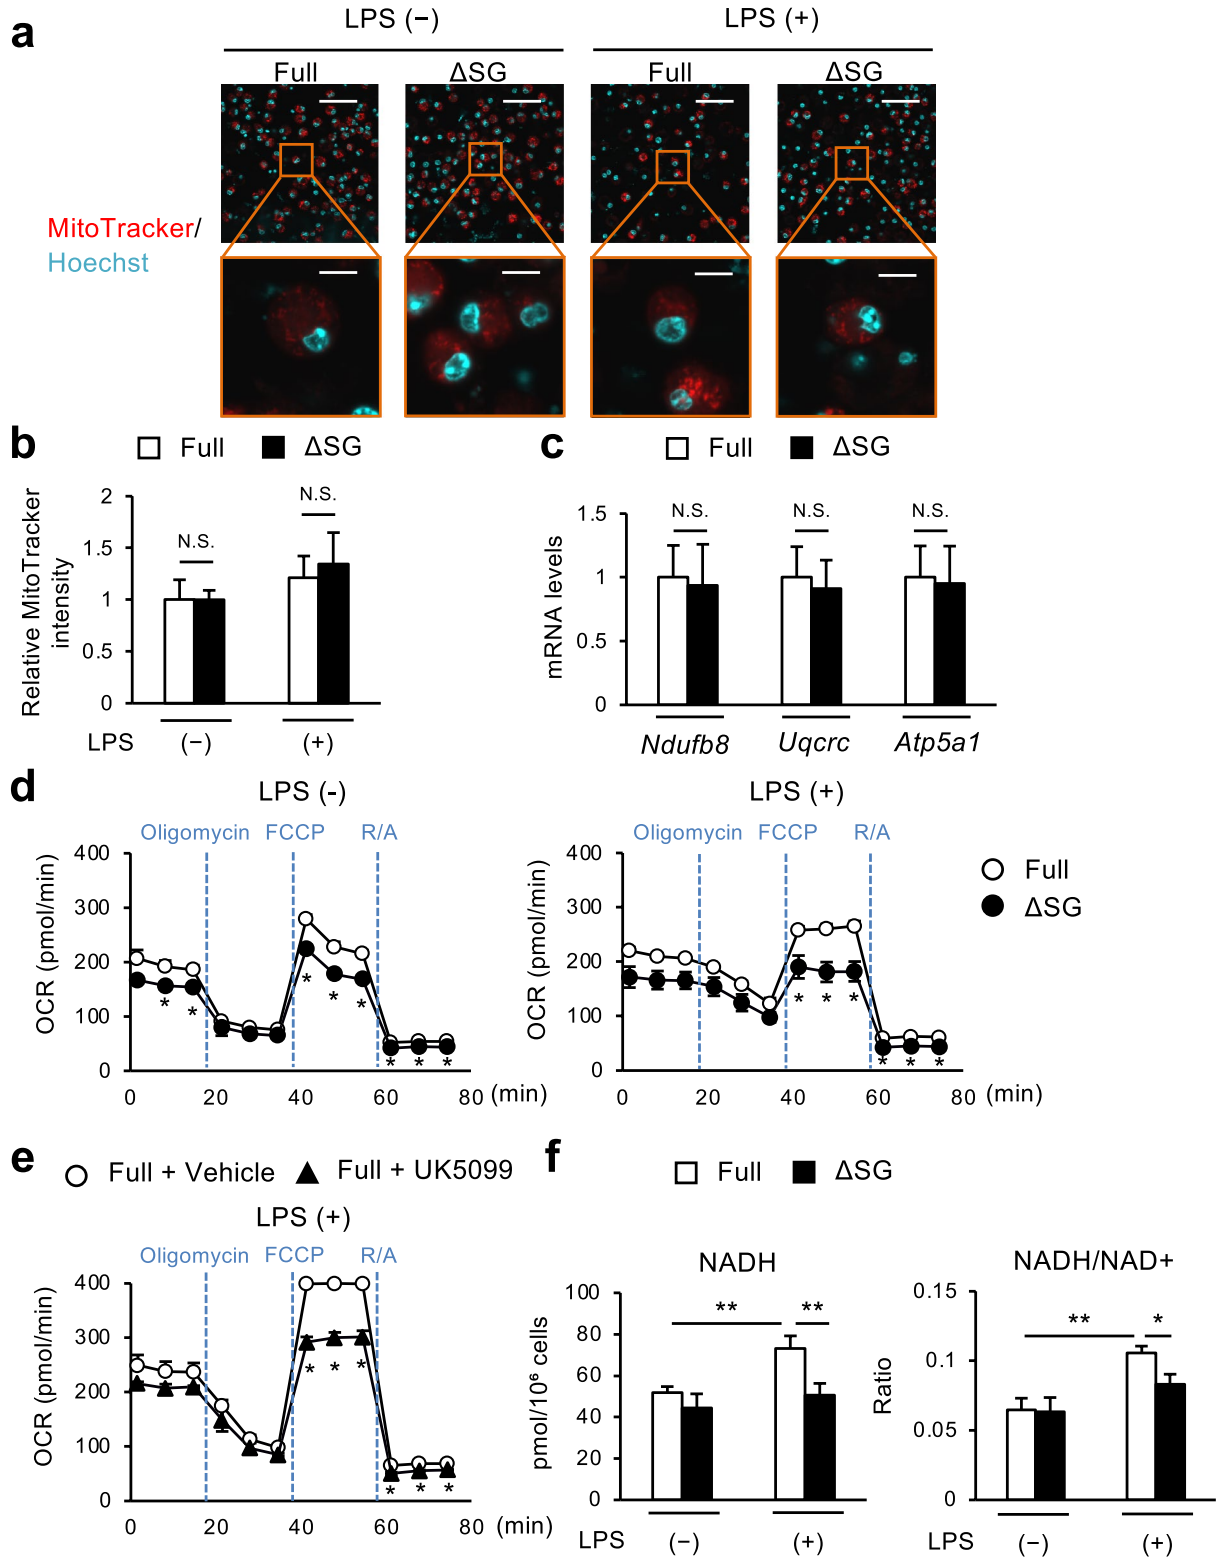 a
LPS (−)
LPS (+)
Full
ΔSG
Full
ΔSG
MitoTracker/
Hoechst
b
Full
ΔSG
Relative MitoTracker
intensity
2
1.5
1
0.5
0
N.S.
N.S.
LPS
(−)
(+)
c
Full
ΔSG
mRNA levels
1.5
1
0.5
0
N.S.
N.S.
N.S.
Ndufb8
Uqcrc
Atp5a1
d
LPS (-)
Oligomycin
FCCP
R/A
OCR (pmol/min)
400
300
200
100
0
* * * * * * * *
0 20 40 60 80 (min)
LPS (+)
Oligomycin
FCCP
R/A
OCR (pmol/min)
400
300
200
100
0
* * * * * *
0 20 40 60 80 (min)
Full
ΔSG
e
Full + Vehicle
Full + UK5099
LPS (+)
Oligomycin
FCCP
R/A
OCR (pmol/min)
400
300
200
100
0
* * * * * *
0 20 40 60 80 (min)
f
Full
ΔSG
NADH
pmol/10⁶ cells
100
80
60
40
20
0
** **
LPS
(−)
(+)
NADH/NAD+
Ratio
0.15
0.1
0.05
0
** *
LPS
(−)
(+)